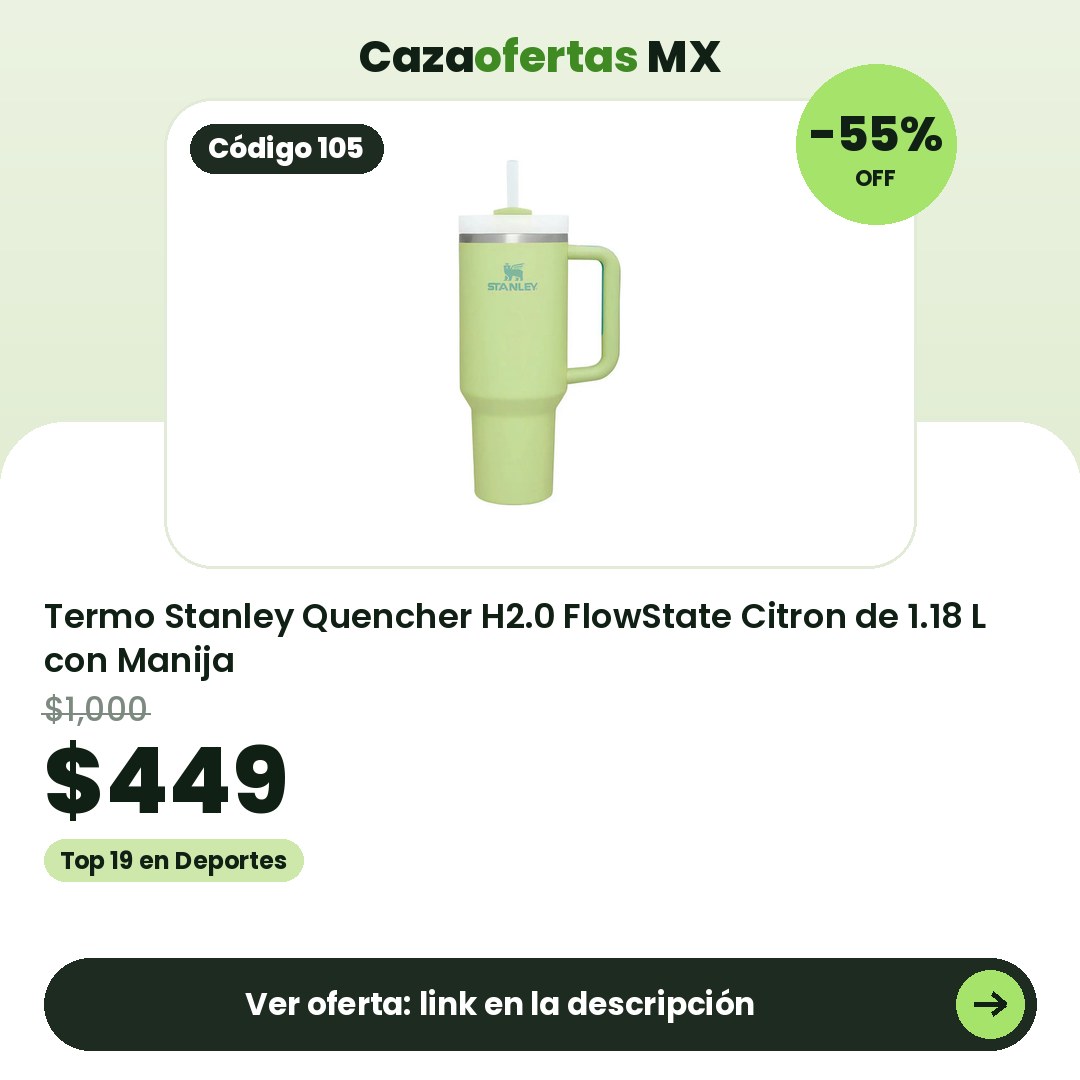 Cazaofertas MX
Código 105
-55%
OFF
STANLEY
Termo Stanley Quencher H2.0 FlowState Citron de 1.18 L
con Manija
$1,000
$449
Top 19 en Deportes
Ver oferta: link en la descripción